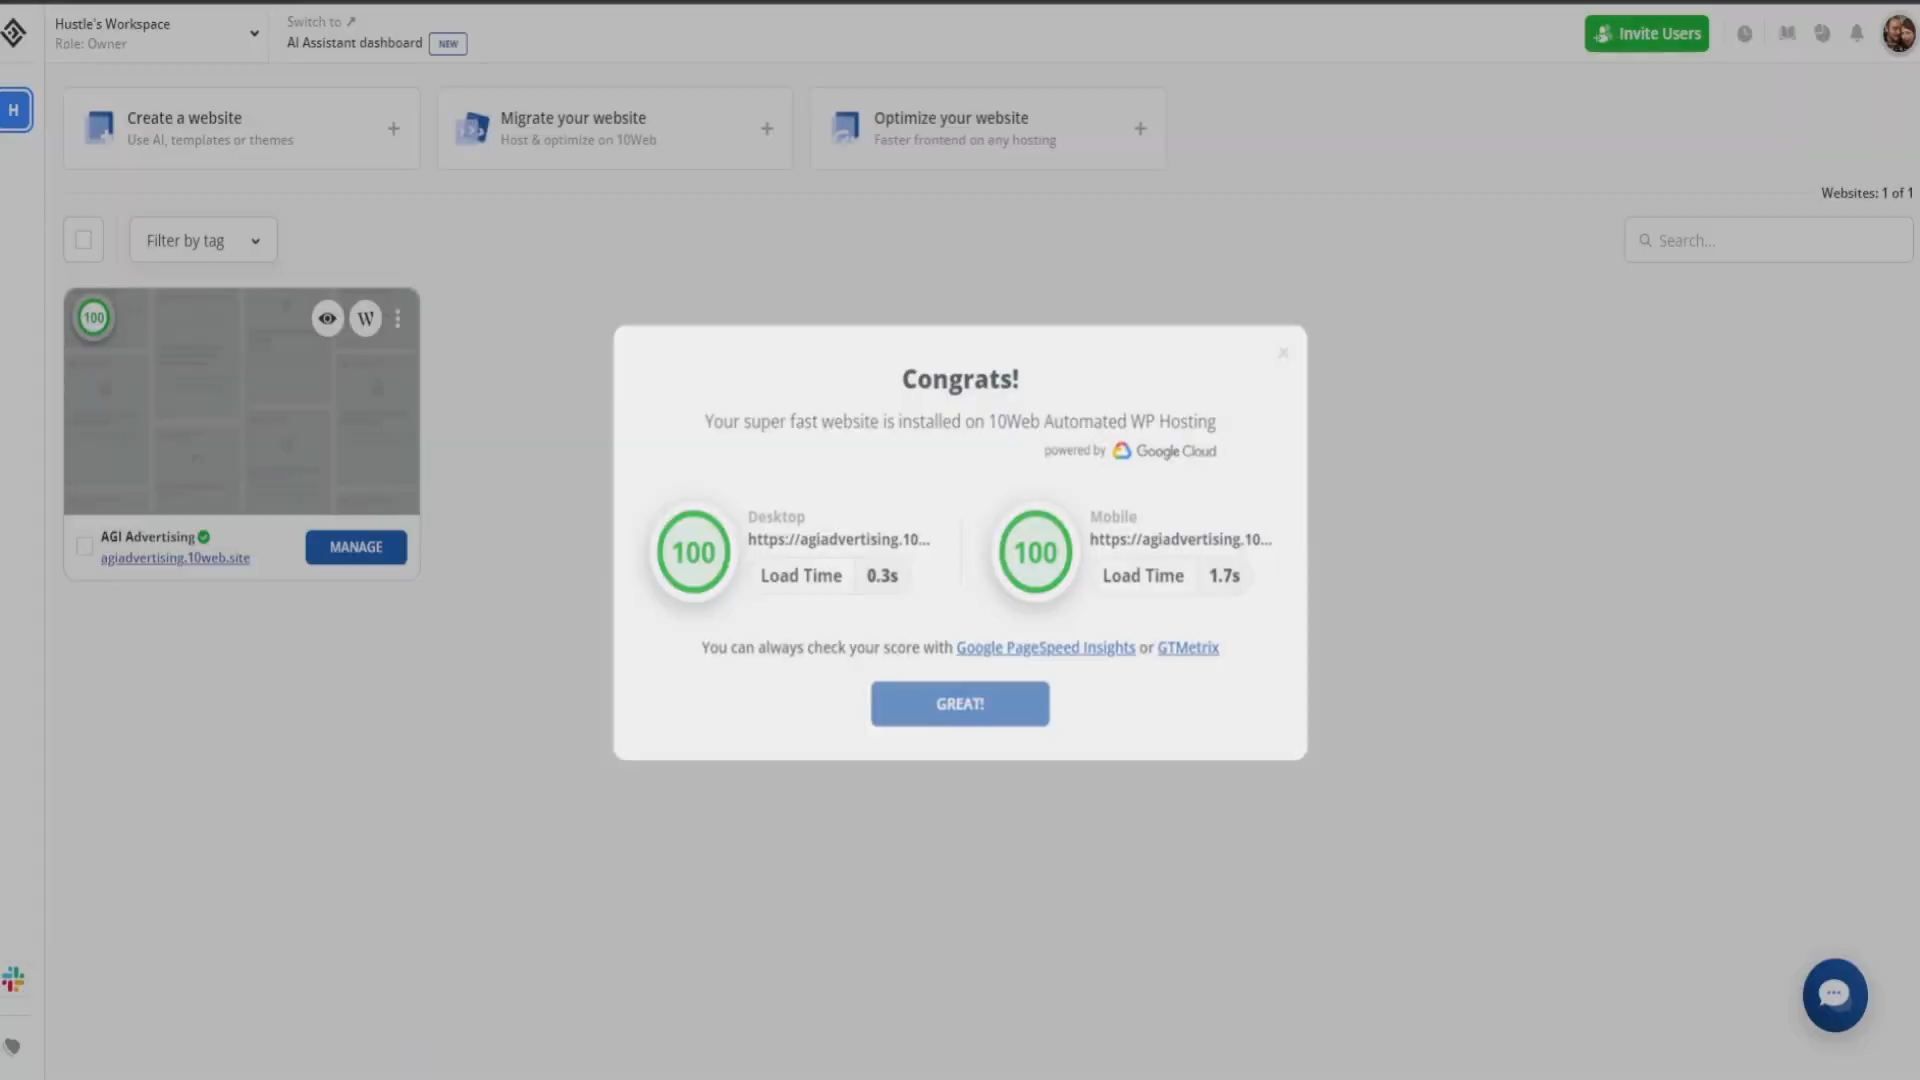 Hustle's Workspace
Role: Owner
Switch to
AI Assistant dashboard
NEW
Invite Users
H
Create a website
Use AI, templates or themes
Migrate your website
Host & optimize on 10Web
Optimize your website
Faster frontend on any hosting
Websites: 1 of 1
Filter by tag
Search...
100
W
AGI Advertising
agiadvertising.10web.site
MANAGE
Congrats!
Your super fast website is installed on 10Web Automated WP Hosting
powered by Google Cloud
100
Desktop
https://agiadvertising.10...
Load Time 0.3s
100
Mobile
https://agiadvertising.10...
Load Time 1.7s
You can always check your score with Google PageSpeed Insights or GTMetrix
GREAT!